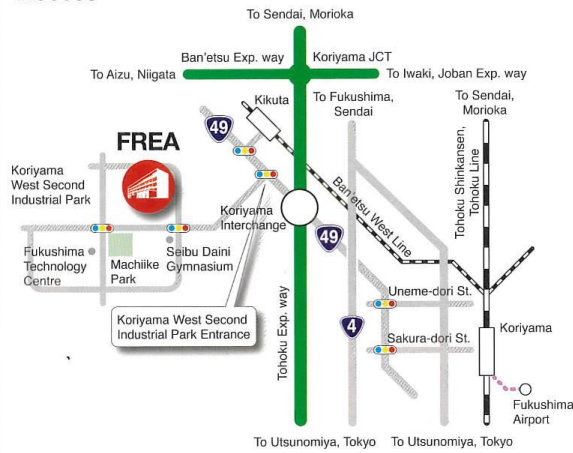 To Sendai, Morioka
Ban'etsu Exp. way
Koriyama JCT
To Aizu, Niigata
To Iwaki, Joban Exp. way
Kikuta
To Fukushima,
Sendai
To Sendai,
Morioka
49
FREA
Koriyama
West Second
Industrial Park
Koriyama
Interchange
Ban'etsu West Line
Tohoku Shinkansen,
Tohoku Line
49
Fukushima
Technology
Centre
Machiike
Park
Seibu Daini
Gymnasium
Uneme-dori St.
Koriyama West Second
Industrial Park Entrance
Tohoku Exp. way
4
Sakura-dori St.
Koriyama
Fukushima
Airport
To Utsunomiya, Tokyo
To Utsunomiya, Tokyo